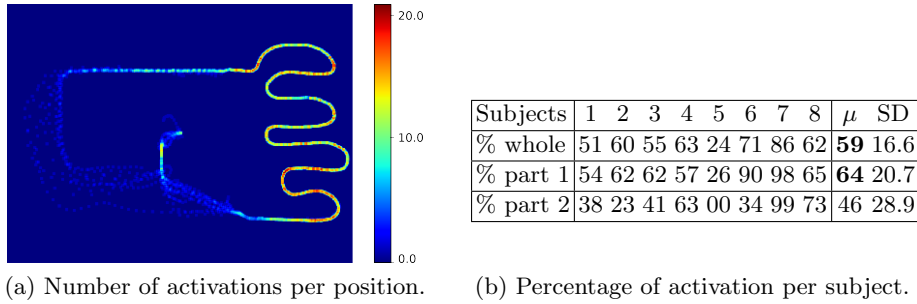 20.0
10.0
0.0
Subjects 1 2 3 4 5 6 7 8 μ SD
% whole 51 60 55 63 24 71 86 62 59 16.6
% part 1 54 62 62 57 26 90 98 65 64 20.7
% part 2 38 23 41 63 00 34 99 73 46 28.9
(a) Number of activations per position.
(b) Percentage of activation per subject.